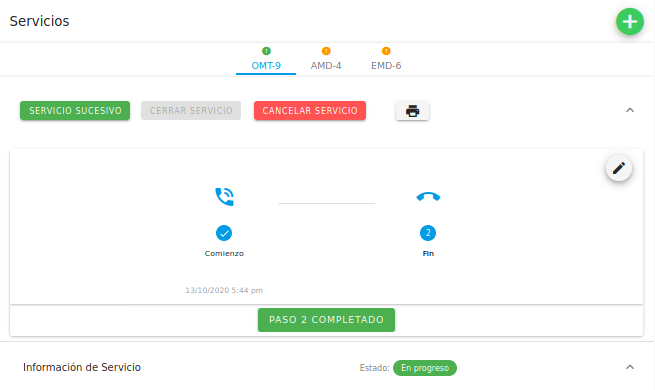 Servicios
OMT-9 AMD-4 EMD-6
SERVICIO SUCESIVO CERRAR SERVICIO CANCELAR SERVICIO
2
Comienzo Fin
13/10/2020 5:44 pm
PASO 2 COMPLETADO
Información de Servicio Estado: En progreso